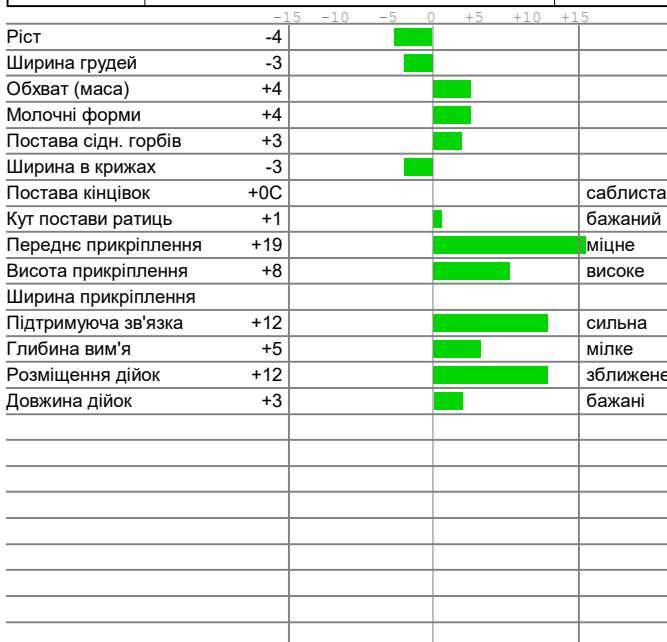 -15 -10 -5 0 +5 +10 +15
Ріст -4
Ширина грудей -3
Обхват (маса) +4
Молочні форми +4
Постава сідн. горбів +3
Ширина в крижах -3
Постава кінцівок +0C саблиста
Кут постави ратиць +1 бажаний
Переднє прикріплення +19 міцне
Висота прикріплення +8 високе
Ширина прикріплення
Підтримуюча зв'язка +12 сильна
Глибина вим'я +5 мілке
Розміщення дійок +12 зближене
Довжина дійок +3 бажані